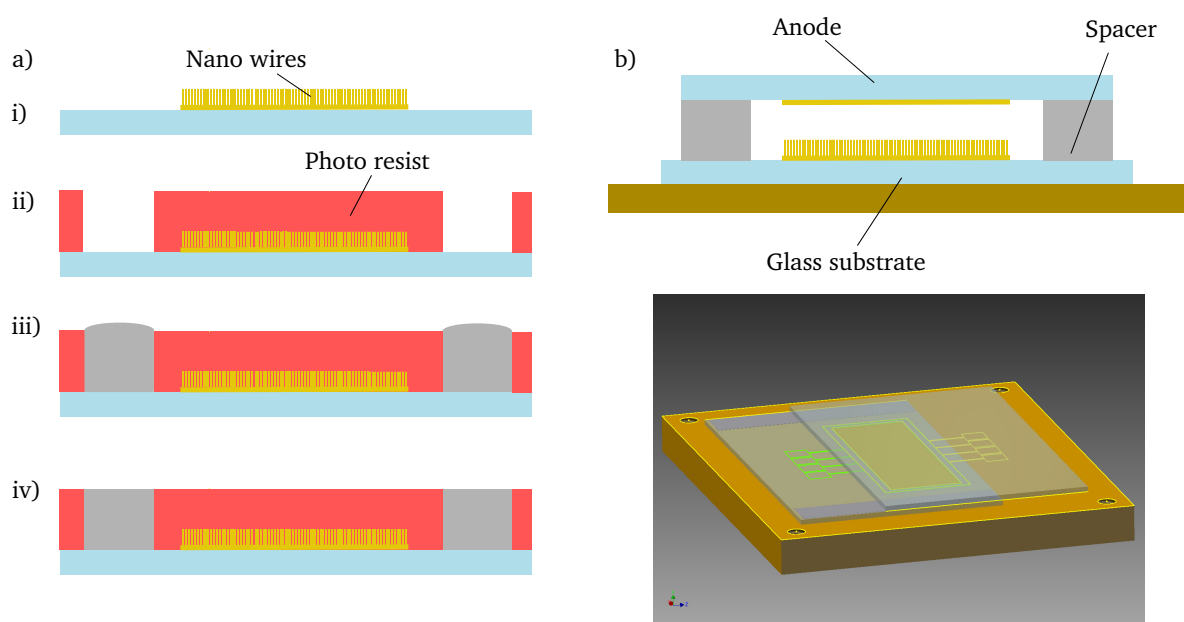 a)
Nano wires
i)
Photo resist
ii)
iii)
iv)
b)
Anode
Spacer
Glass substrate
z